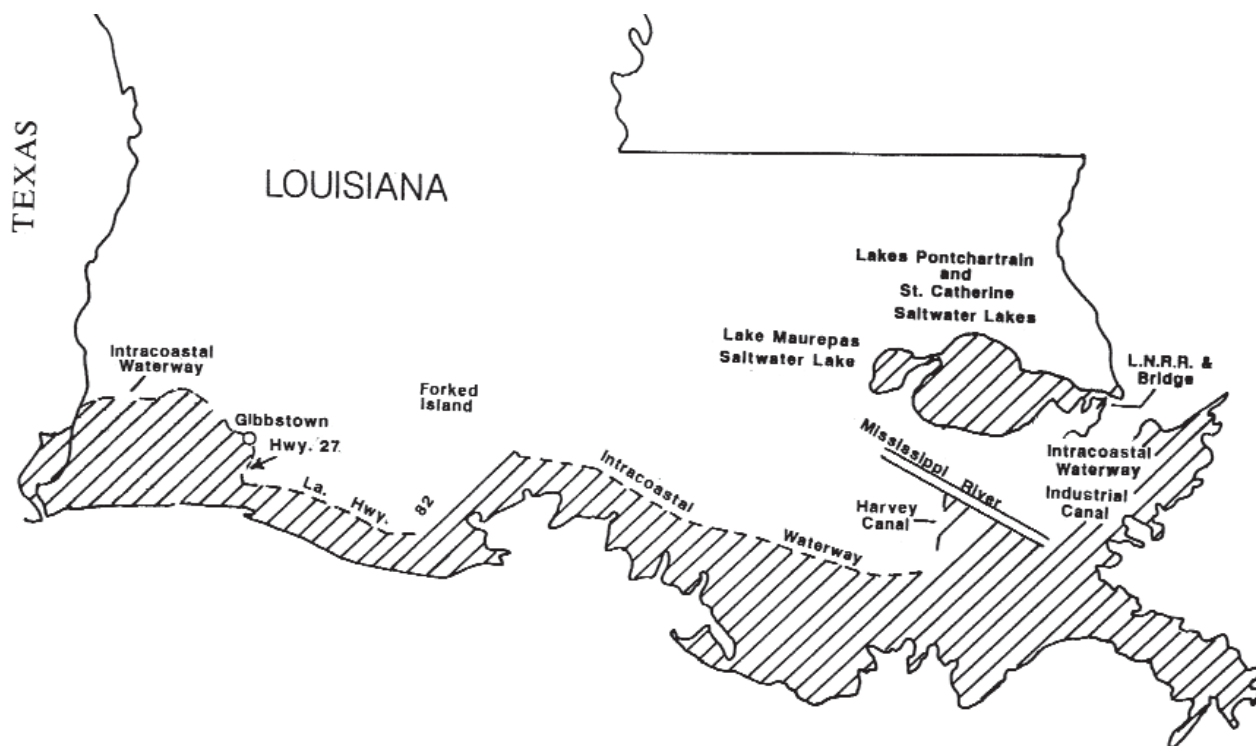 TEXAS
LOUISIANA
Lakes Pontchartrain
and
St. Catherine
Saltwater Lakes
Lake Maurepas
Saltwater Lake
L.N.R.R. &
Bridge
Intracoastal
Waterway
Forked
Island
Gibbstown
Hwy. 27
La. Hwy. 82
Intracoastal Waterway
Mississippi River
Harvey
Canal
Intracoastal
Waterway
Industrial
Canal